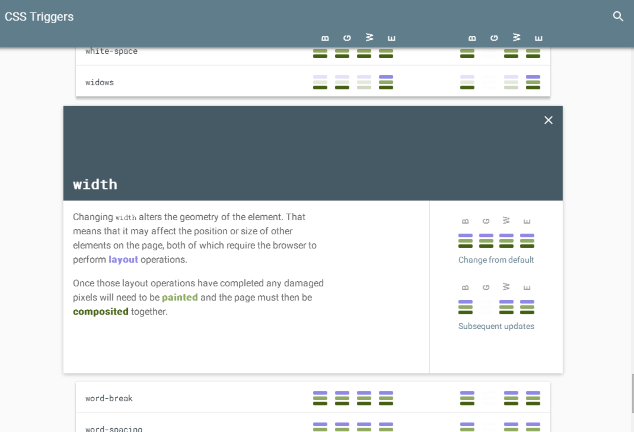 CSS Triggers
B G W E B G W E
white-space
widows
width
Changing width alters the geometry of the element. That
means that it may affect the position or size of other
elements on the page, both of which require the browser to
perform layout operations.
Once those layout operations have completed any damaged
pixels will need to be painted and the page must then be
composited together.
B G W E
Change from default
B G W E
Subsequent updates
word-break
word-spacing